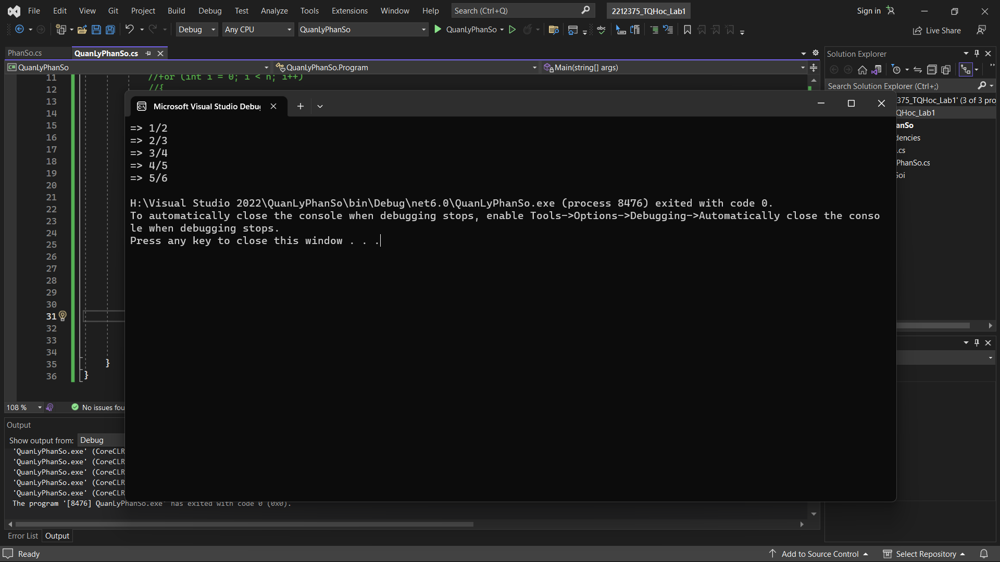 File Edit View Git Project Build Debug Test Analyze Tools Extensions Window Help Search (Ctrl+Q) 2212375_TQHoc_Lab1 Sign in
Debug Any CPU QuanLyPhanSo QuanLyPhanSo Live Share
PhanSo.cs QuanLyPhanSo.cs
QuanLyPhanSo QuanLyPhanSo.Program Main(string[] args)
11 //for (int i = 0; i < n; i++)
12 //{
13
14
15
16
17
18
19
20
21
22
23
24
25
26
27
28
29
30
31
32
33
34
35 }
36 }
108 % No issues fou
Microsoft Visual Studio Debu
=> 1/2
=> 2/3
=> 3/4
=> 4/5
=> 5/6
H:\Visual Studio 2022\QuanLyPhanSo\bin\Debug\net6.0\QuanLyPhanSo.exe (process 8476) exited with code 0.
To automatically close the console when debugging stops, enable Tools->Options->Debugging->Automatically close the conso
le when debugging stops.
Press any key to close this window . . .
Solution Explorer
Search Solution Explorer (Ctrl+;)
375_TQHoc_Lab1' (3 of 3 pro
QHoc_Lab1
anSo
dencies
.cs
PhanSo.cs
Goi
Output
Show output from: Debug
'QuanLyPhanSo.exe' (CoreCLR
'QuanLyPhanSo.exe' (CoreCLR
'QuanLyPhanSo.exe' (CoreCLR
'QuanLyPhanSo.exe' (CoreCLR
'QuanLyPhanSo.exe' (CoreCLR
The program '[8476] QuanLyPhanSo.exe' has exited with code 0 (0x0).
Error List Output
Ready Add to Source Control Select Repository